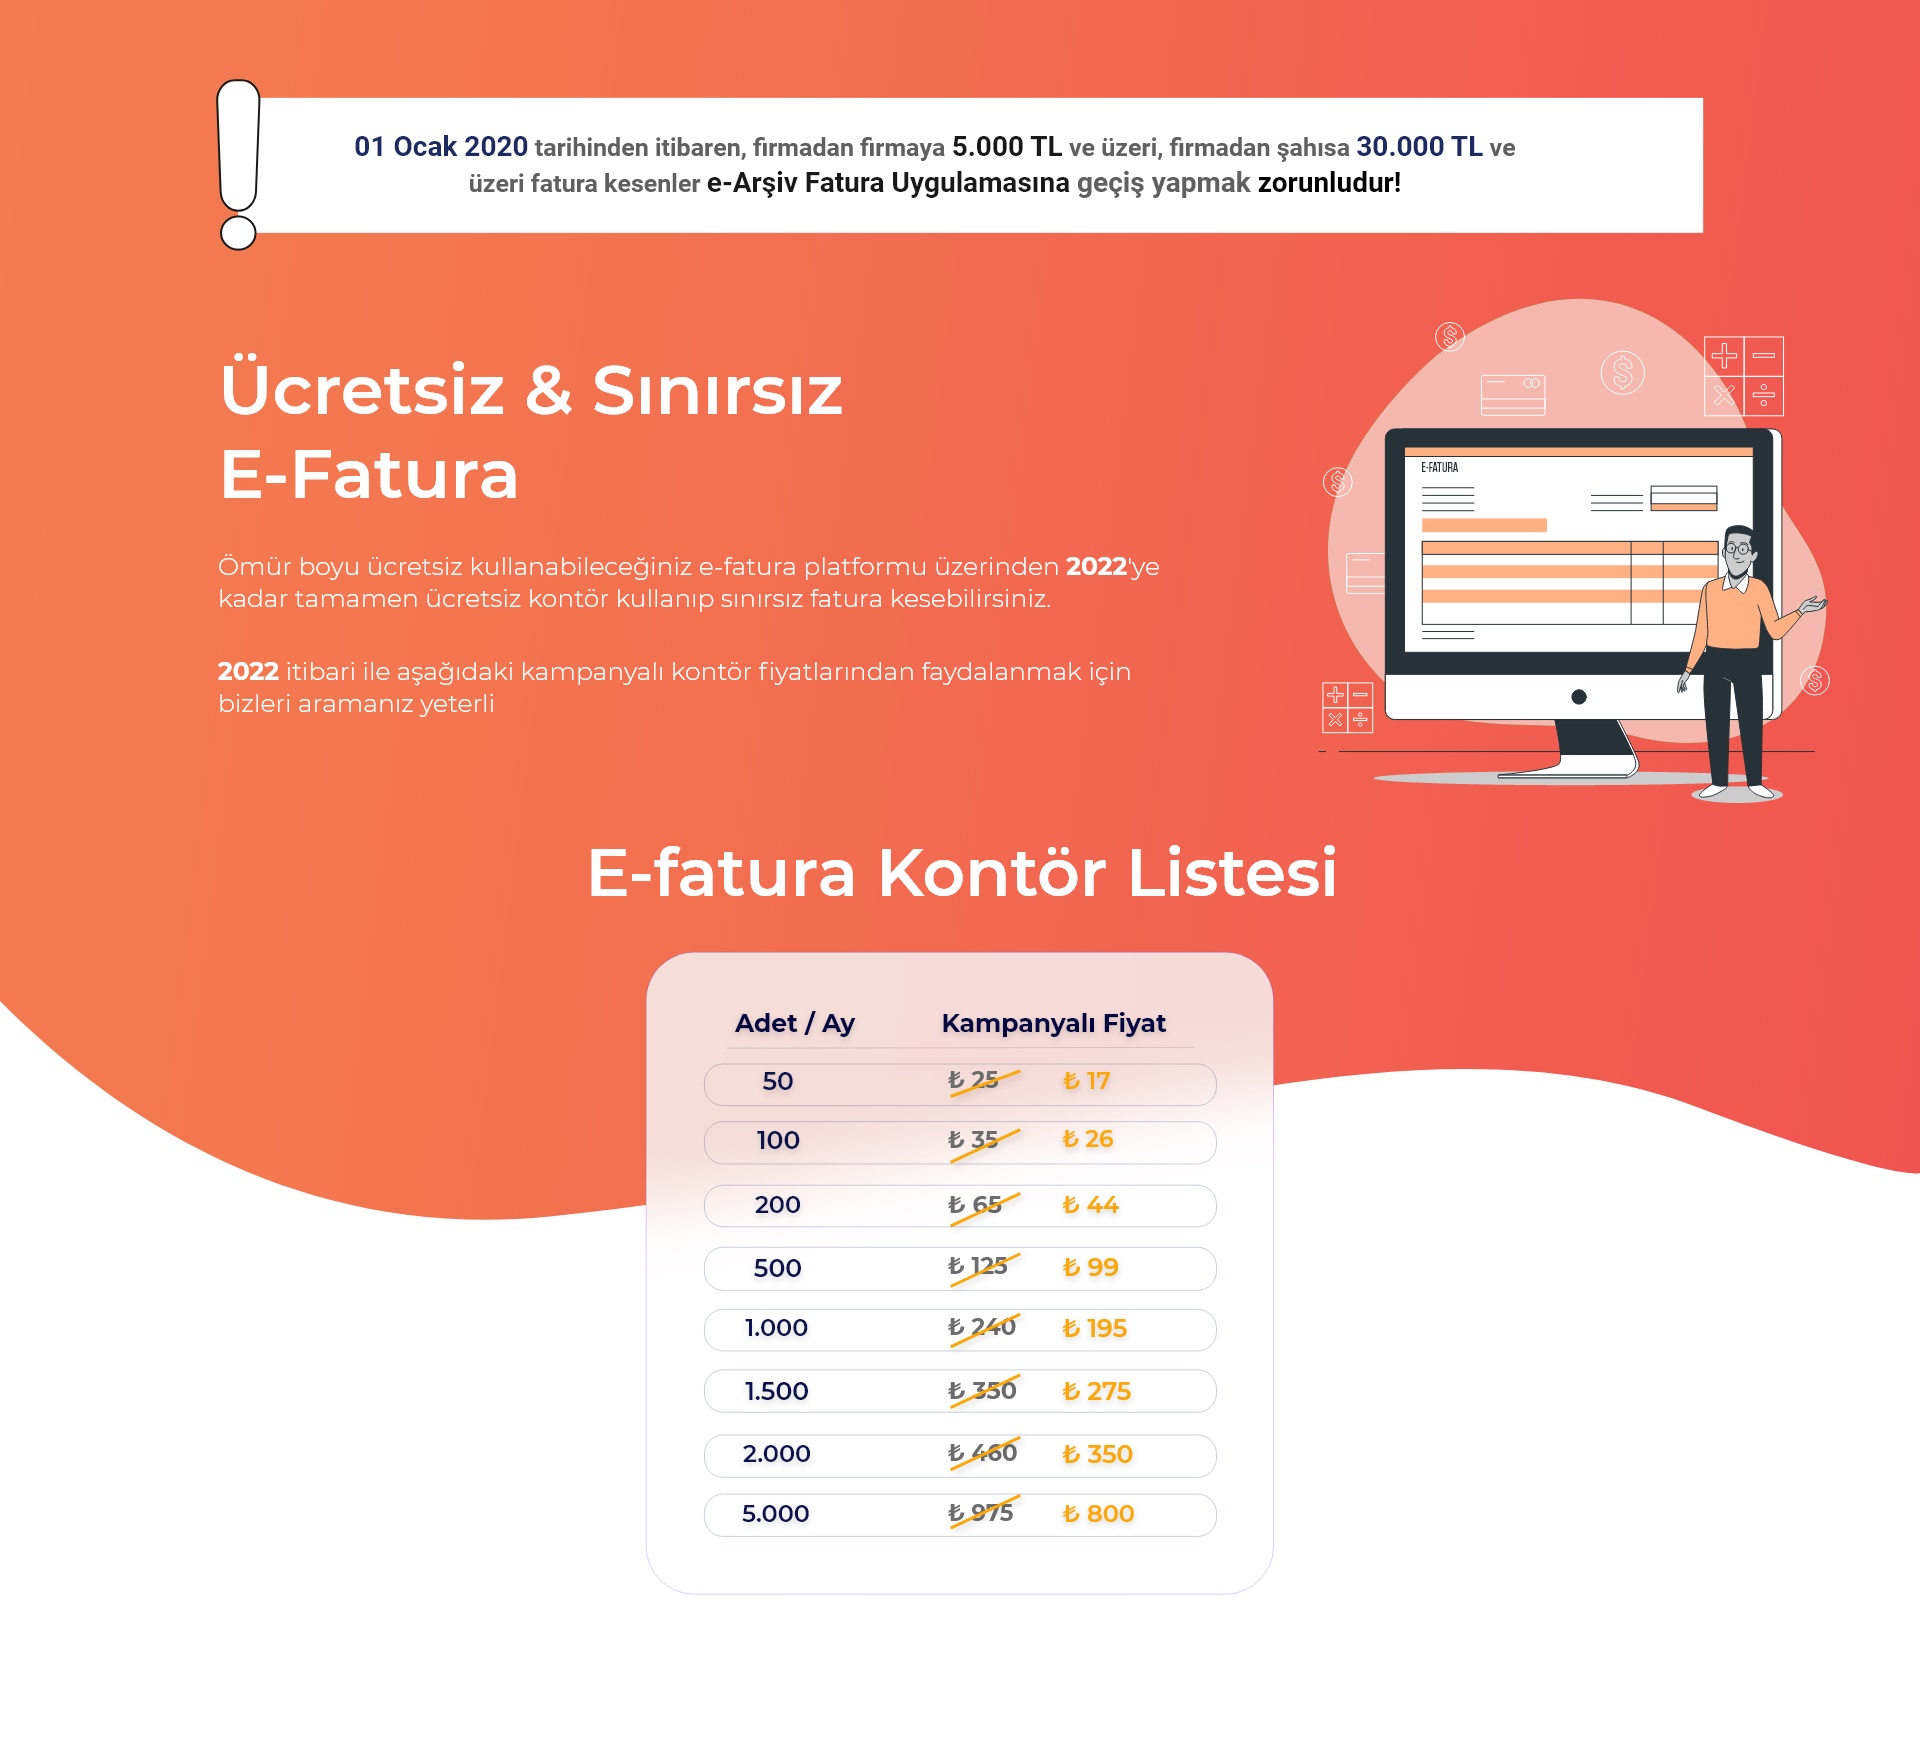 01 Ocak 2020 tarihinden itibaren, firmadan firmaya 5.000 TL ve üzeri, firmadan şahısa 30.000 TL ve
üzeri fatura kesenler e-Arşiv Fatura Uygulamasına geçiş yapmak zorunludur!
Ücretsiz & Sınırsız
E-Fatura
E-FATURA
Ömür boyu ücretsiz kullanabileceğiniz e-fatura platformu üzerinden 2022'ye
kadar tamamen ücretsiz kontör kullanıp sınırsız fatura kesebilirsiniz.
2022 itibari ile aşağıdaki kampanyalı kontör fiyatlarından faydalanmak için
bizleri aramanız yeterli
E-fatura Kontör Listesi
Adet / Ay Kampanyalı Fiyat
50 ₺ 25 ₺ 17
100 ₺ 35 ₺ 26
200 ₺ 65 ₺ 44
500 ₺ 125 ₺ 99
1.000 ₺ 240 ₺ 195
1.500 ₺ 350 ₺ 275
2.000 ₺ 460 ₺ 350
5.000 ₺ 975 ₺ 800